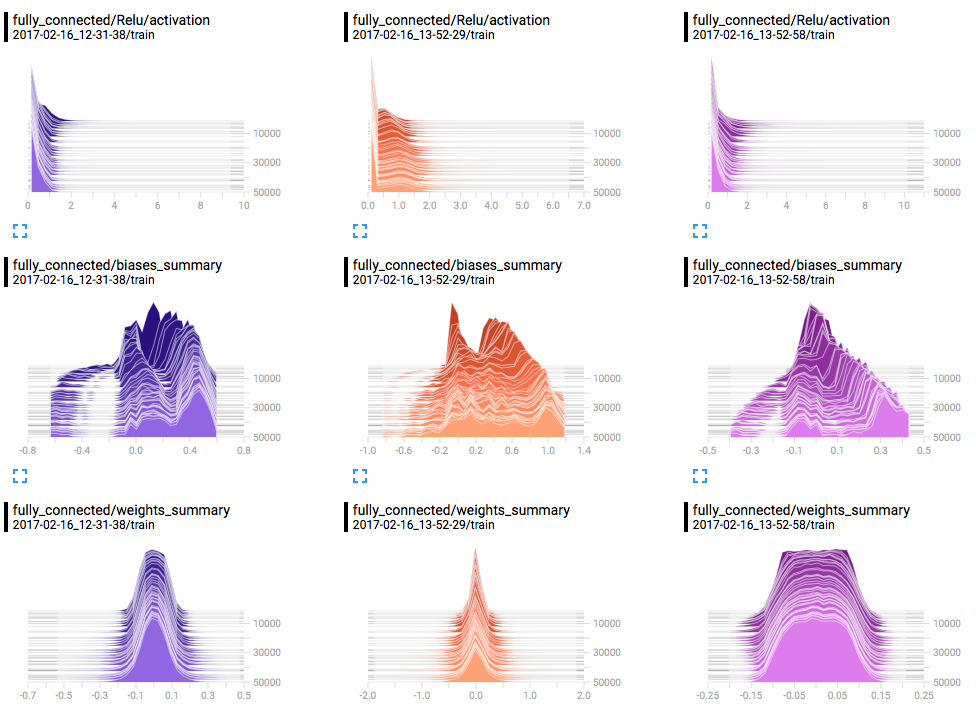 fully_connected/Relu/activation
2017-02-16_12-31-38/train
10000
30000
50000
0 2 4 6 8 10
fully_connected/Relu/activation
2017-02-16_13-52-29/train
10000
30000
50000
0.0 1.0 2.0 3.0 4.0 5.0 6.0 7.0
fully_connected/Relu/activation
2017-02-16_13-52-58/train
10000
30000
50000
0 2 4 6 8 10
fully_connected/biases_summary
2017-02-16_12-31-38/train
10000
30000
50000
-0.8 -0.4 0.0 0.4 0.8
fully_connected/biases_summary
2017-02-16_13-52-29/train
10000
30000
50000
-1.0 -0.6 -0.2 0.2 0.6 1.0 1.4
fully_connected/biases_summary
2017-02-16_13-52-58/train
10000
30000
50000
-0.5 -0.3 -0.1 0.1 0.3 0.5
fully_connected/weights_summary
2017-02-16_12-31-38/train
10000
30000
50000
-0.7 -0.5 -0.3 -0.1 0.1 0.3 0.5
fully_connected/weights_summary
2017-02-16_13-52-29/train
10000
30000
50000
-2.0 -1.0 0.0 1.0 2.0
fully_connected/weights_summary
2017-02-16_13-52-58/train
10000
30000
50000
-0.25 -0.15 -0.05 0.05 0.15 0.25